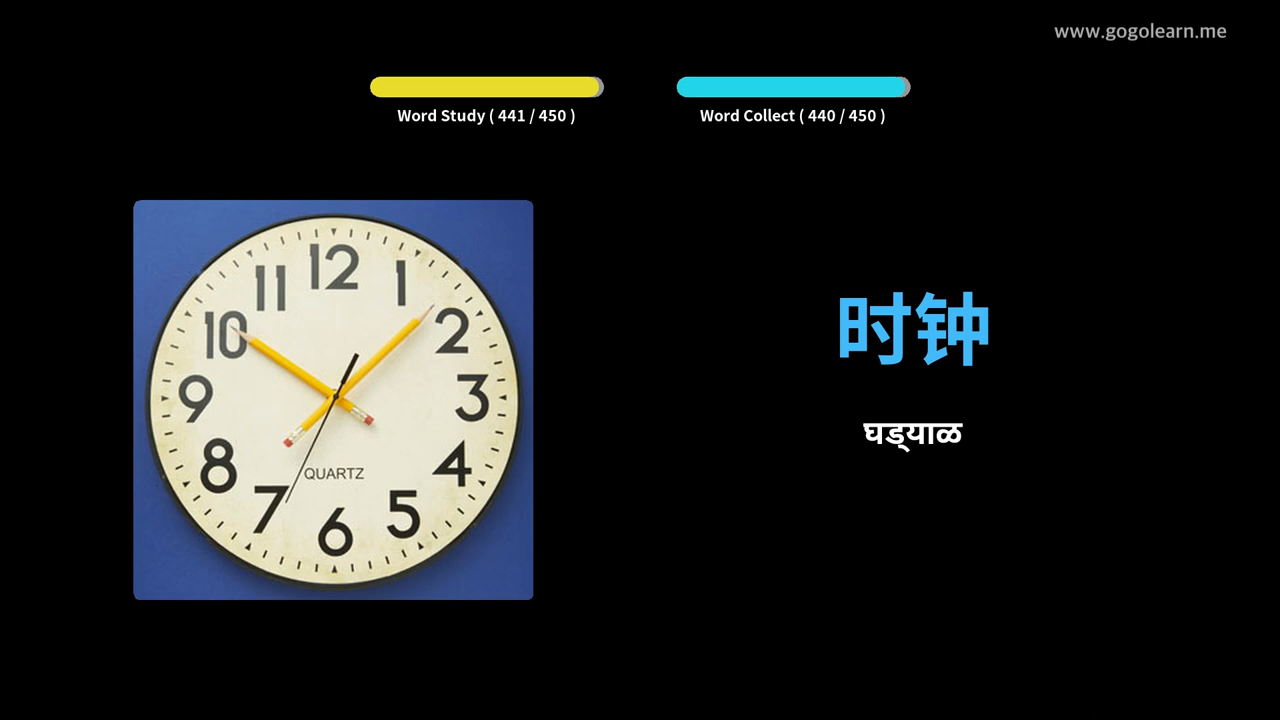 www.gogolearn.me
Word Study ( 441 / 450 )
Word Collect ( 440 / 450 )
12
11
1
10
2
9
3
8
4
QUARTZ
7
5
6
时钟
घड्याळ